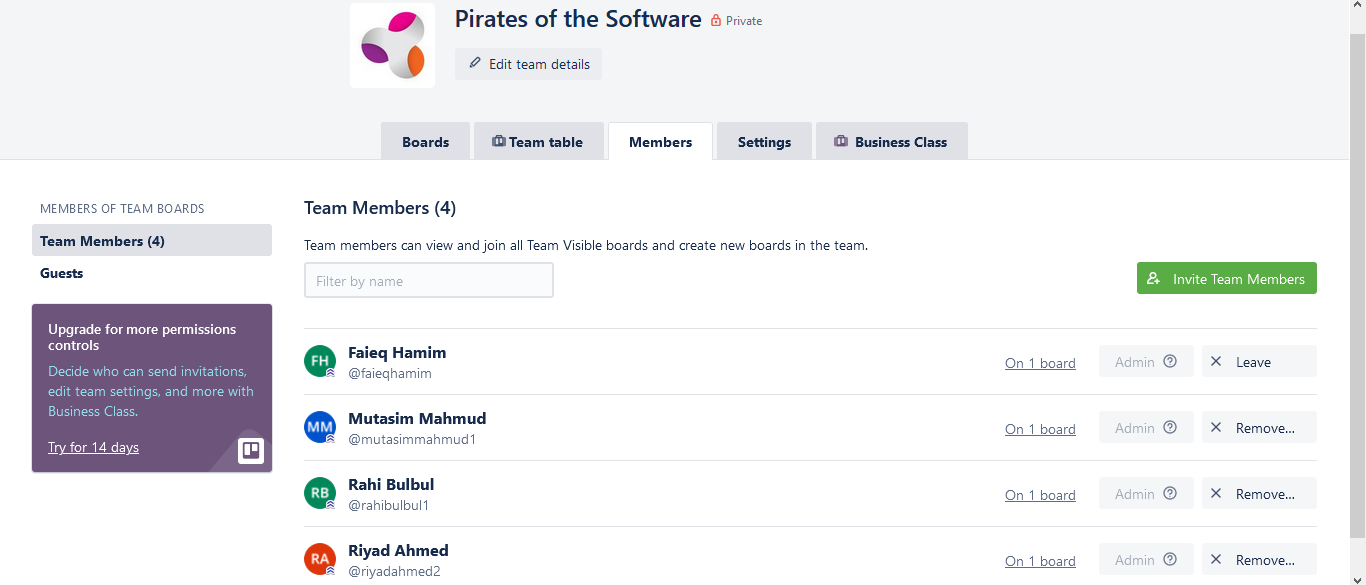 Pirates of the Software Private
Edit team details
Boards Team table Members Settings Business Class
MEMBERS OF TEAM BOARDS
Team Members (4)
Guests
Upgrade for more permissions
controls
Decide who can send invitations,
edit team settings, and more with
Business Class.
Try for 14 days
Team Members (4)
Team members can view and join all Team Visible boards and create new boards in the team.
Filter by name
Invite Team Members
FH Faieq Hamim
@faieqhamim
On 1 board Admin Leave
MM Mutasim Mahmud
@mutasimmahmud1
On 1 board Admin Remove...
RB Rahi Bulbul
@rahibulbul1
On 1 board Admin Remove...
RA Riyad Ahmed
@riyadahmed2
On 1 board Admin Remove...